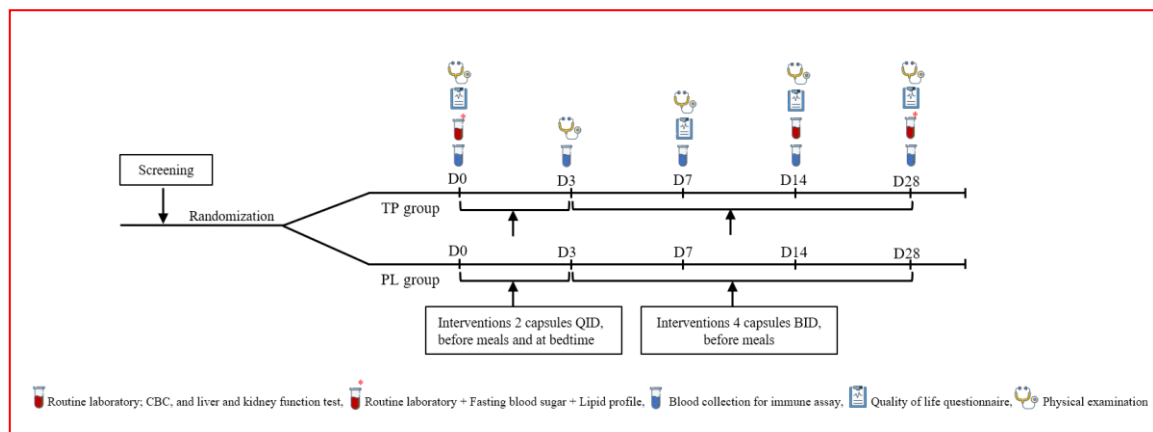 Screening
Randomization
D0 D3 D7 D14 D28
TP group
D0 D3 D7 D14 D28
PL group
Interventions 2 capsules QID,
before meals and at bedtime
Interventions 4 capsules BID,
before meals
Routine laboratory; CBC, and liver and kidney function test, Routine laboratory + Fasting blood sugar + Lipid profile, Blood collection for immune assay, Quality of life questionnaire, Physical examination